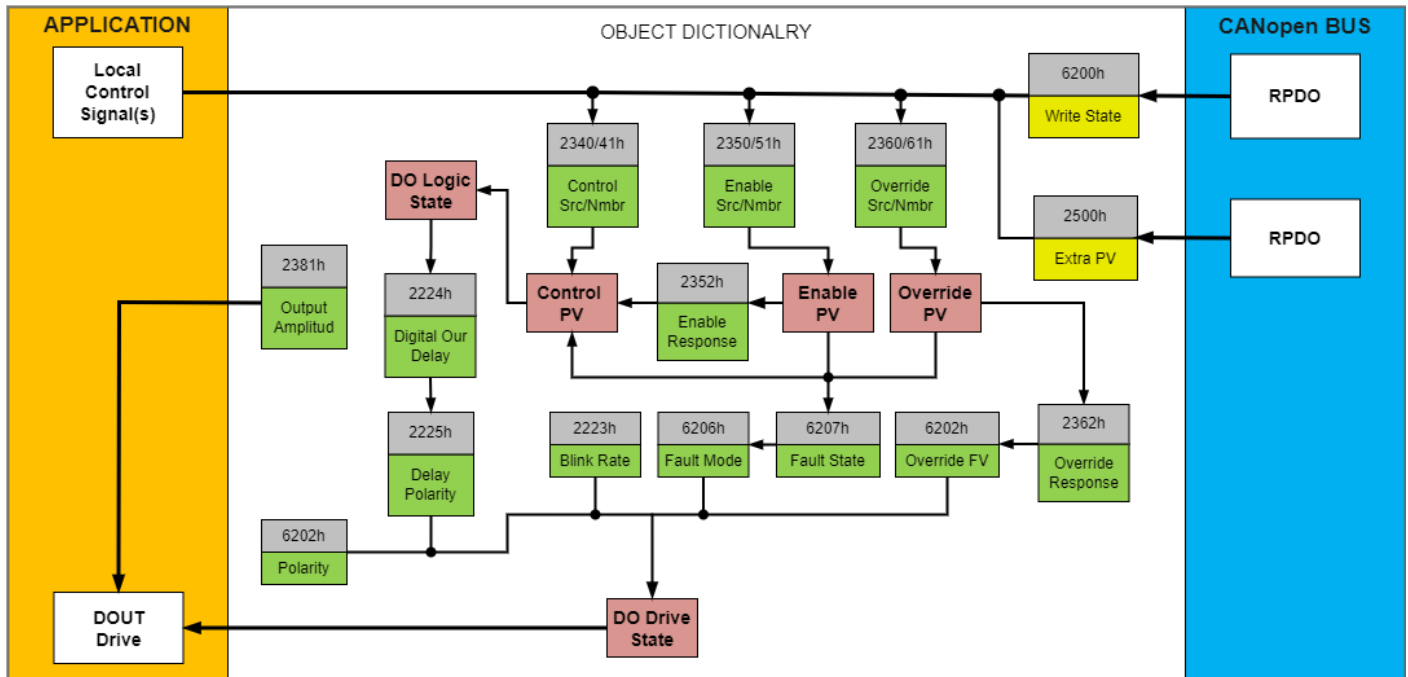 APPLICATION
OBJECT DICTIONALRY
CANopen BUS
Local
Control
Signal(s)
6200h
Write State
RPDO
2340/41h
Control
Src/Nmbr
2350/51h
Enable
Src/Nmbr
2360/61h
Override
Src/Nmbr
DO Logic
State
2500h
Extra PV
RPDO
2381h
Output
Amplitud
2224h
Digital Our
Delay
Control
PV
2352h
Enable
Response
Enable
PV
Override
PV
2225h
Delay
Polarity
2223h
Blink Rate
6206h
Fault Mode
6207h
Fault State
6202h
Override FV
2362h
Override
Response
6202h
Polarity
DOUT
Drive
DO Drive
State